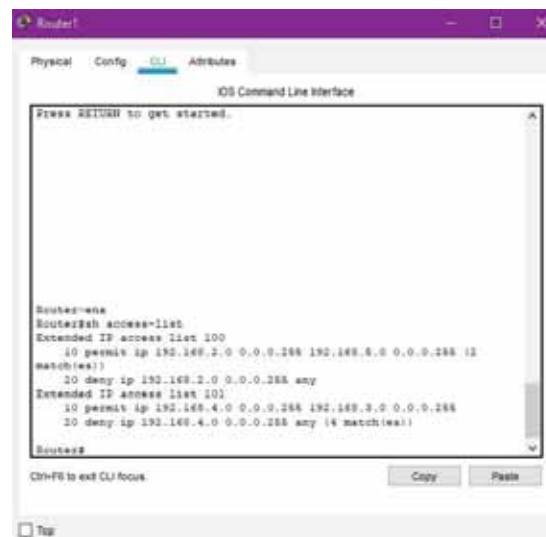 Router1
Physical Config CLI Attributes
IOS Command Line Interface
Press RETURN to get started.
Router>ena
Router#sh access-list
Extended IP access list 100
10 permit ip 192.168.2.0 0.0.0.255 192.168.5.0 0.0.0.255 (2
match(es))
20 deny ip 192.168.2.0 0.0.0.255 any
Extended IP access list 101
10 permit ip 192.168.4.0 0.0.0.255 192.168.3.0 0.0.0.255
20 deny ip 192.168.4.0 0.0.0.255 any (4 match(es))
Router#
Ctrl+F6 to exit CLI focus
Copy Paste
Top